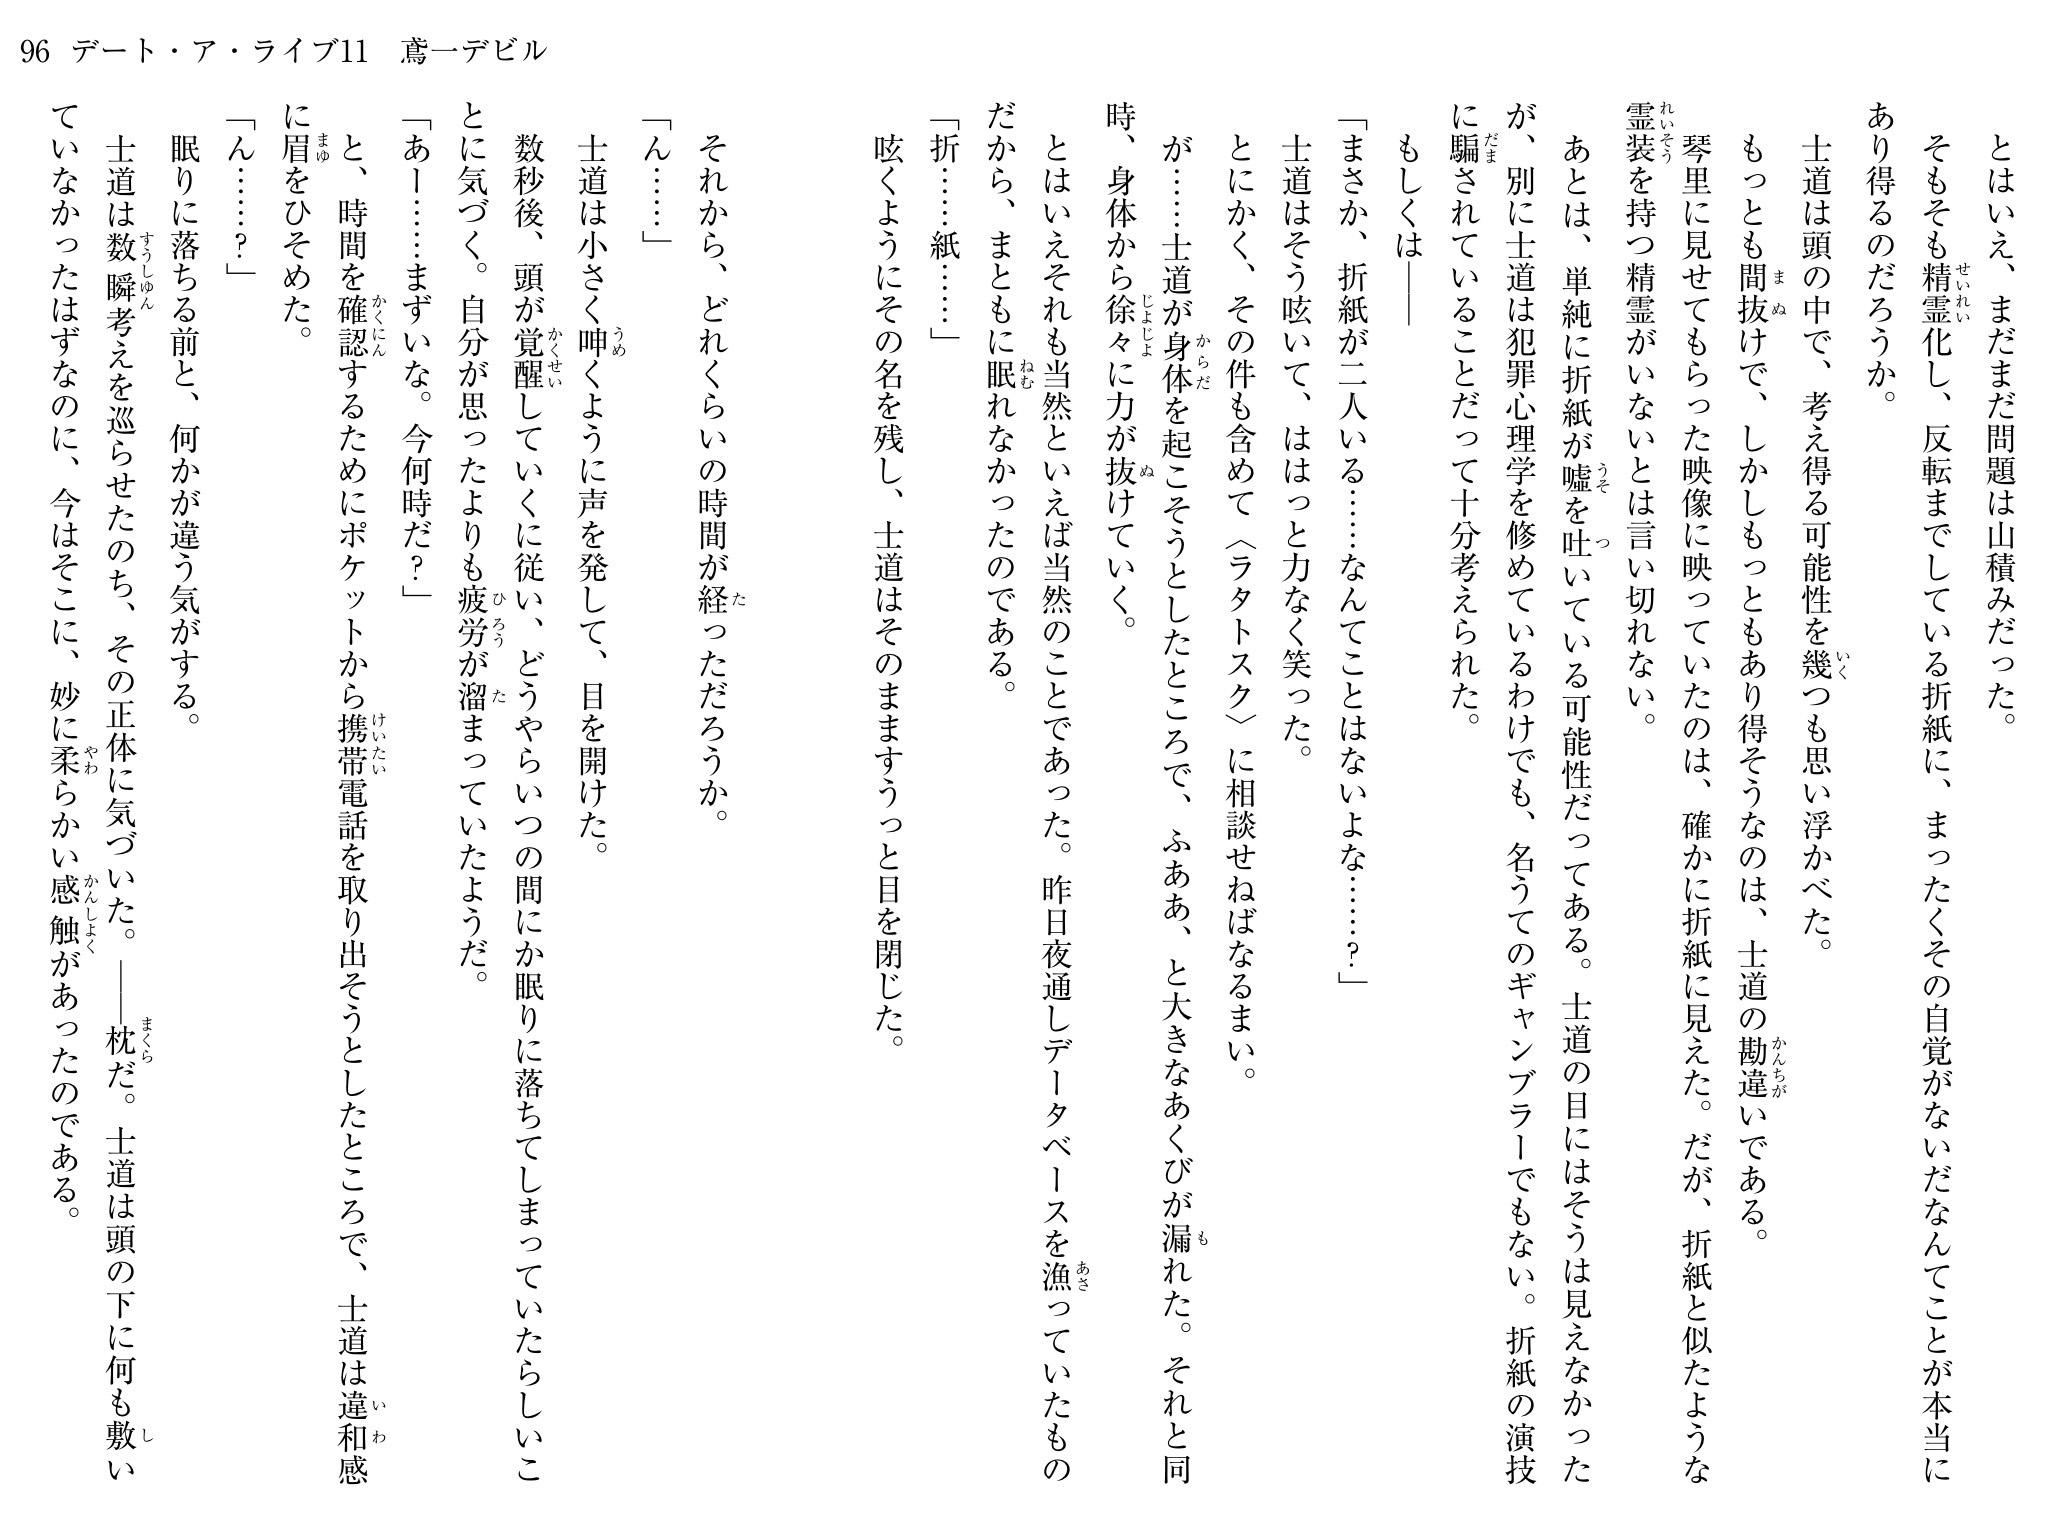 96 デート・ア・ライブ11　鳶一デビル
　とはいえ、まだまだ問題は山積みだった。
　そもそも精霊化し、反転までしている折紙に、まったくその自覚がないだなんてことが本当に
あり得るのだろうか。
　士道は頭の中で、考え得る可能性を幾つも思い浮かべた。
　もっとも間抜けで、しかしもっともあり得そうなのは、士道の勘違いである。
　琴里に見せてもらった映像に映っていたのは、確かに折紙に見えた。だが、折紙と似たような
霊装を持つ精霊がいないとは言い切れない。
　あとは、単純に折紙が嘘を吐いている可能性だってある。士道の目にはそうは見えなかった
が、別に士道は犯罪心理学を修めているわけでも、名うてのギャンブラーでもない。折紙の演技
に騙されていることだって十分考えられた。
　もしくは――
「まさか、折紙が二人いる……なんてことはないよな……？」
　士道はそう呟いて、ははっと力なく笑った。
　とにかく、その件も含めて〈ラタトスク〉に相談せねばなるまい。
　が……士道が身体を起こそうとしたところで、ふああ、と大きなあくびが漏れた。それと同
時、身体から徐々に力が抜けていく。
　とはいえそれも当然といえば当然のことであった。昨日夜通しデータベースを漁っていたもの
だから、まともに眠れなかったのである。
「折……紙……」
　呟くようにその名を残し、士道はそのまますうっと目を閉じた。
　それから、どれくらいの時間が経っただろうか。
「ん……」
　士道は小さく呻くように声を発して、目を開けた。
　数秒後、頭が覚醒していくに従い、どうやらいつの間にか眠りに落ちてしまっていたらしいこ
とに気づく。自分が思ったよりも疲労が溜まっていたようだ。
「あー……まずいな。今何時だ？」
　と、時間を確認するためにポケットから携帯電話を取り出そうとしたところで、士道は違和感
に眉をひそめた。
「ん……？」
　眠りに落ちる前と、何かが違う気がする。
　士道は数瞬考えを巡らせたのち、その正体に気づいた。――枕だ。士道は頭の下に何も敷い
ていなかったはずなのに、今はそこに、妙に柔らかい感触があったのである。